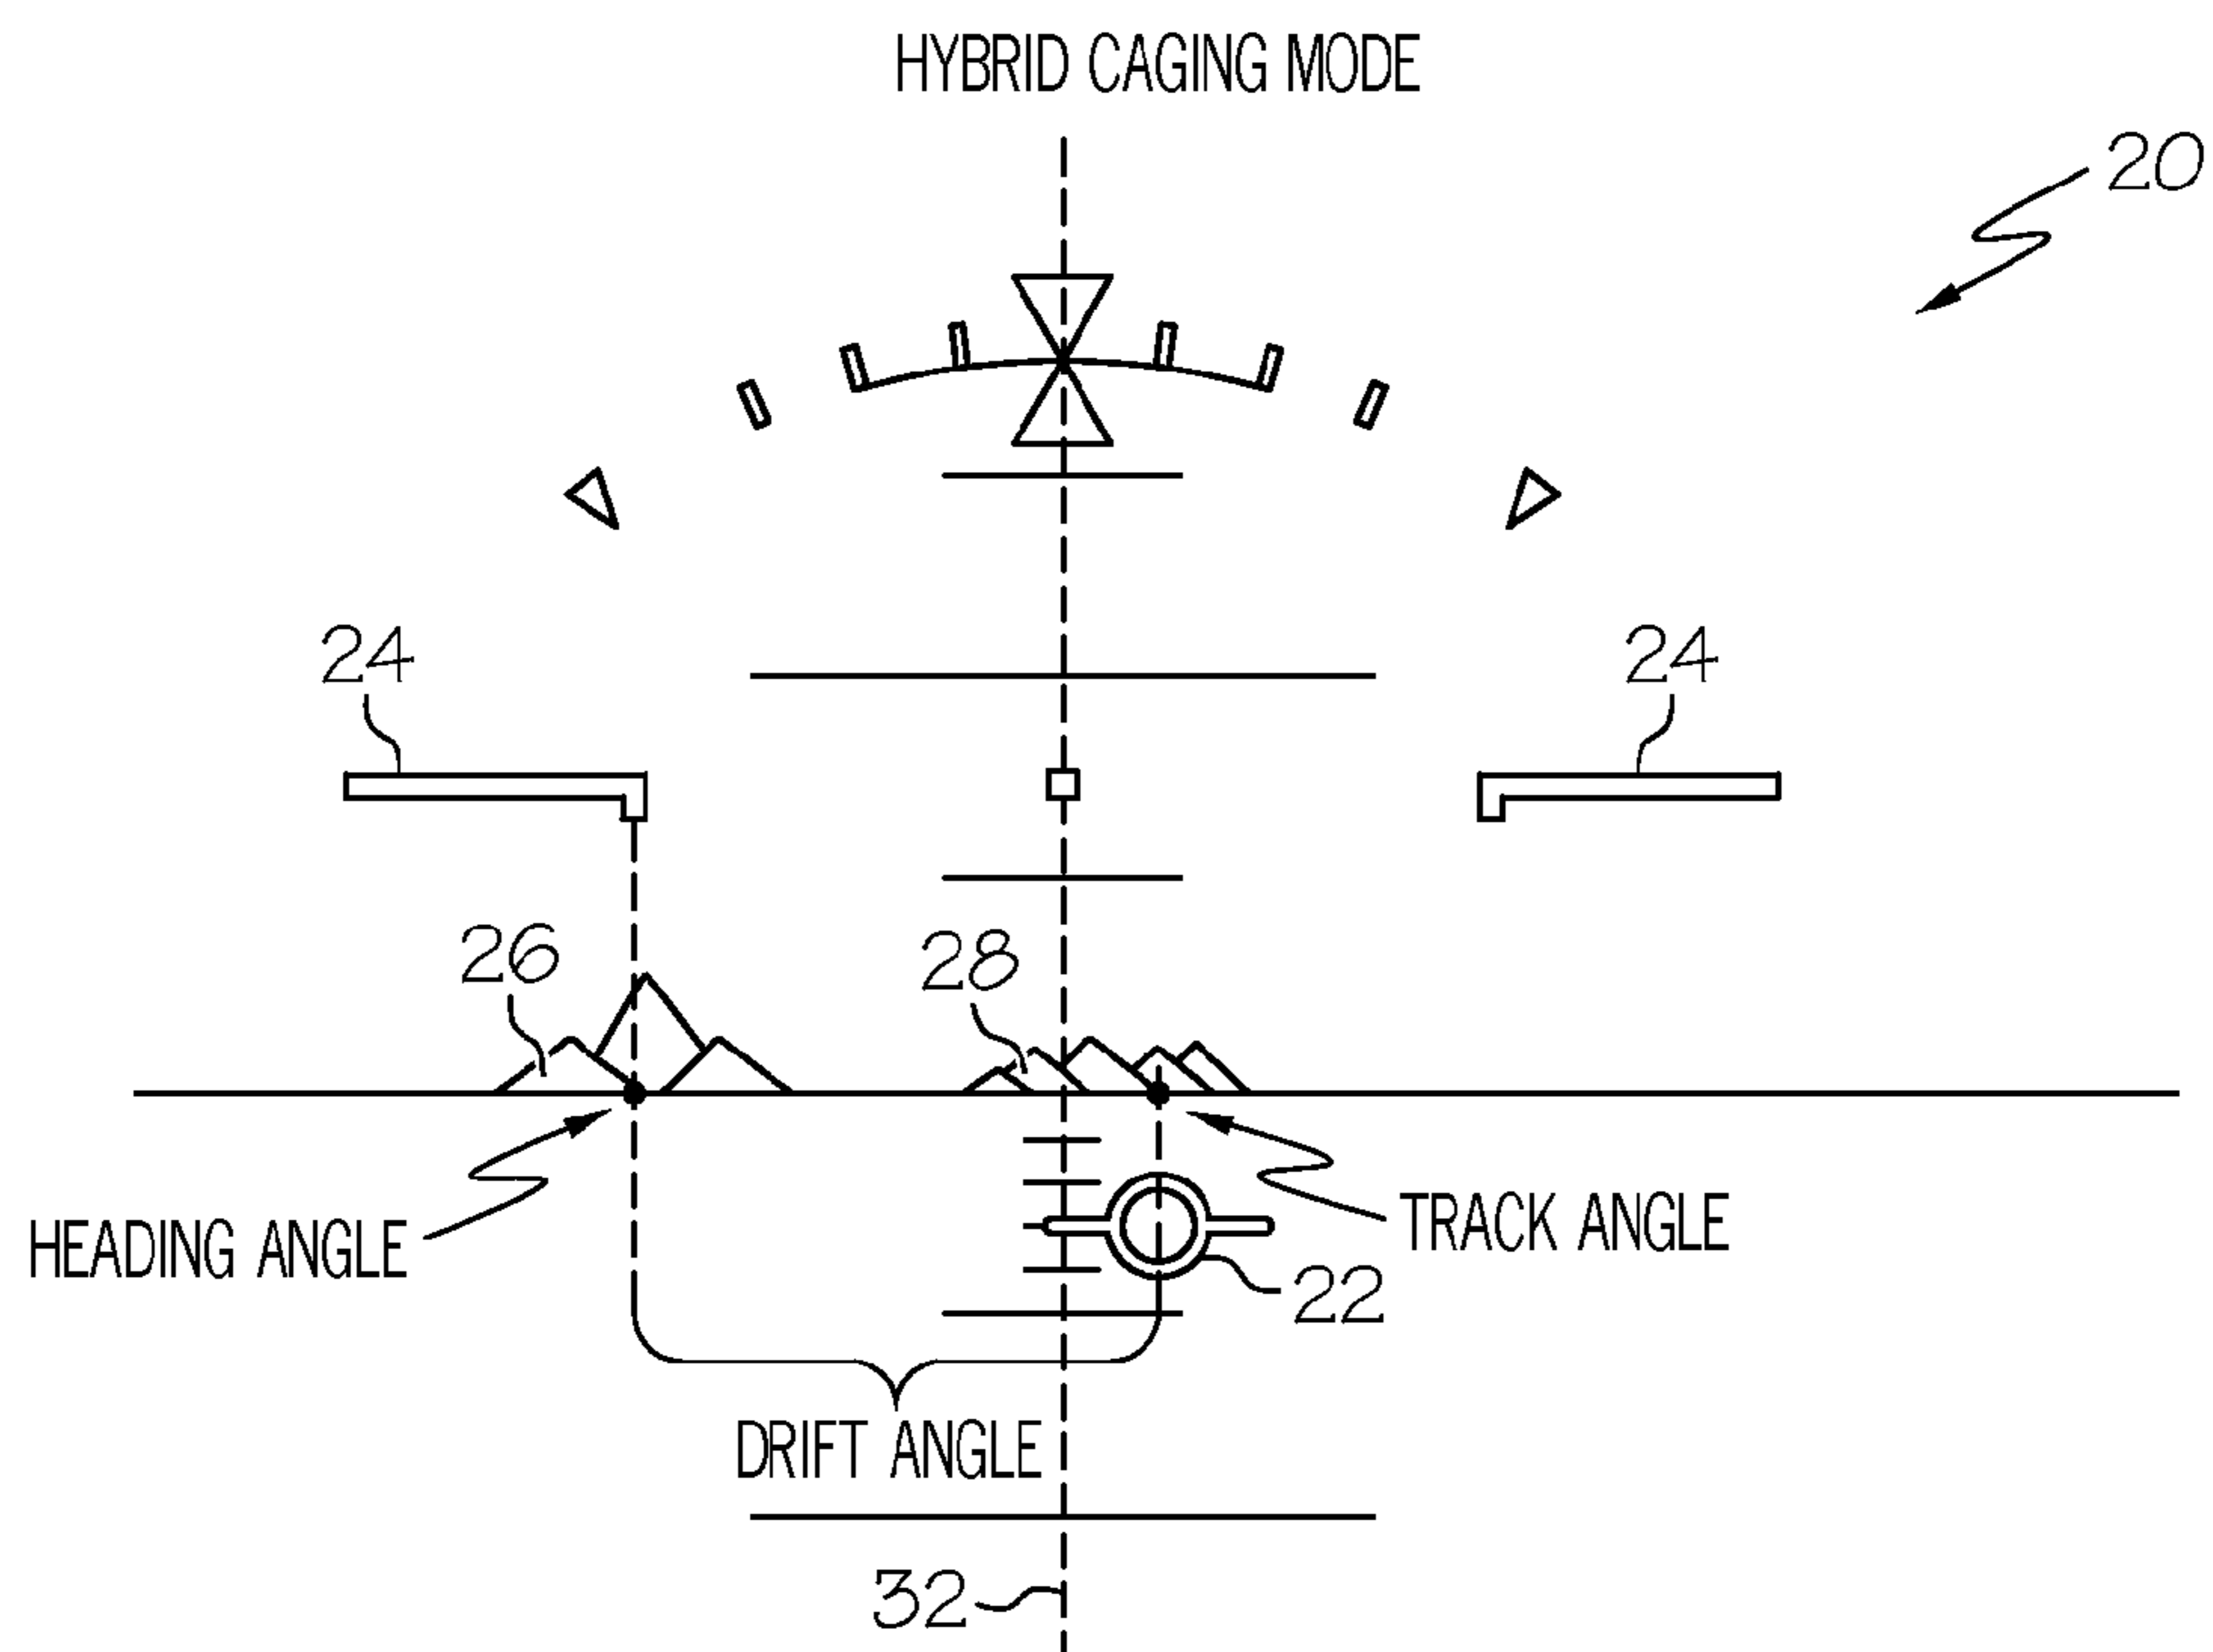 HYBRID CAGING MODE
20
24
24
26
28
HEADING ANGLE
TRACK ANGLE
22
DRIFT ANGLE
32